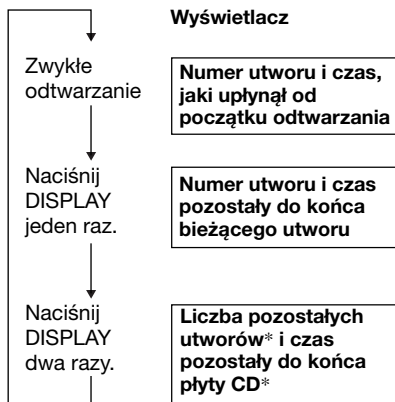 Wyświetlacz
Zwykłe
odtwarzanie
Numer utworu i czas,
jaki upłynął od
początku odtwarzania
Naciśnij
DISPLAY
jeden raz.
Numer utworu i czas
pozostały do końca
bieżącego utworu
Naciśnij
DISPLAY
dwa razy.
Liczba pozostałych
utworów* i czas
pozostały do końca
płyty CD*